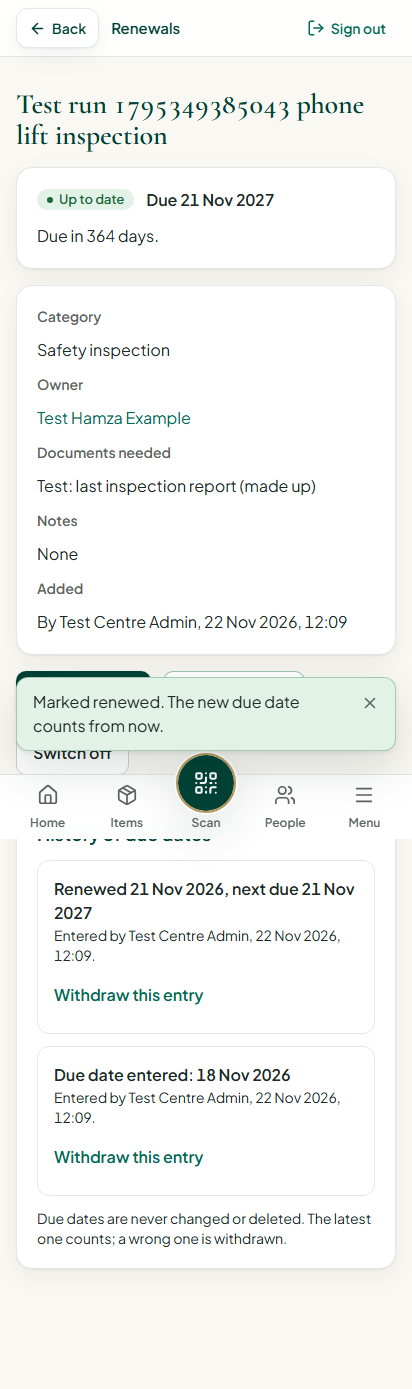 Back
Renewals
Sign out
Test run 1795349385043 phone
lift inspection
Up to date
Due 21 Nov 2027
Due in 364 days.
Category
Safety inspection
Owner
Test Hamza Example
Documents needed
Test: last inspection report (made up)
Notes
None
Added
By Test Centre Admin, 22 Nov 2026, 12:09
Marked renewed. The new due date
counts from now.
Switch off
Home
Items
Scan
People
Menu
History of due dates
Renewed 21 Nov 2026, next due 21 Nov
2027
Entered by Test Centre Admin, 22 Nov 2026,
12:09.
Withdraw this entry
Due date entered: 18 Nov 2026
Entered by Test Centre Admin, 22 Nov 2026,
12:09.
Withdraw this entry
Due dates are never changed or deleted. The latest
one counts; a wrong one is withdrawn.